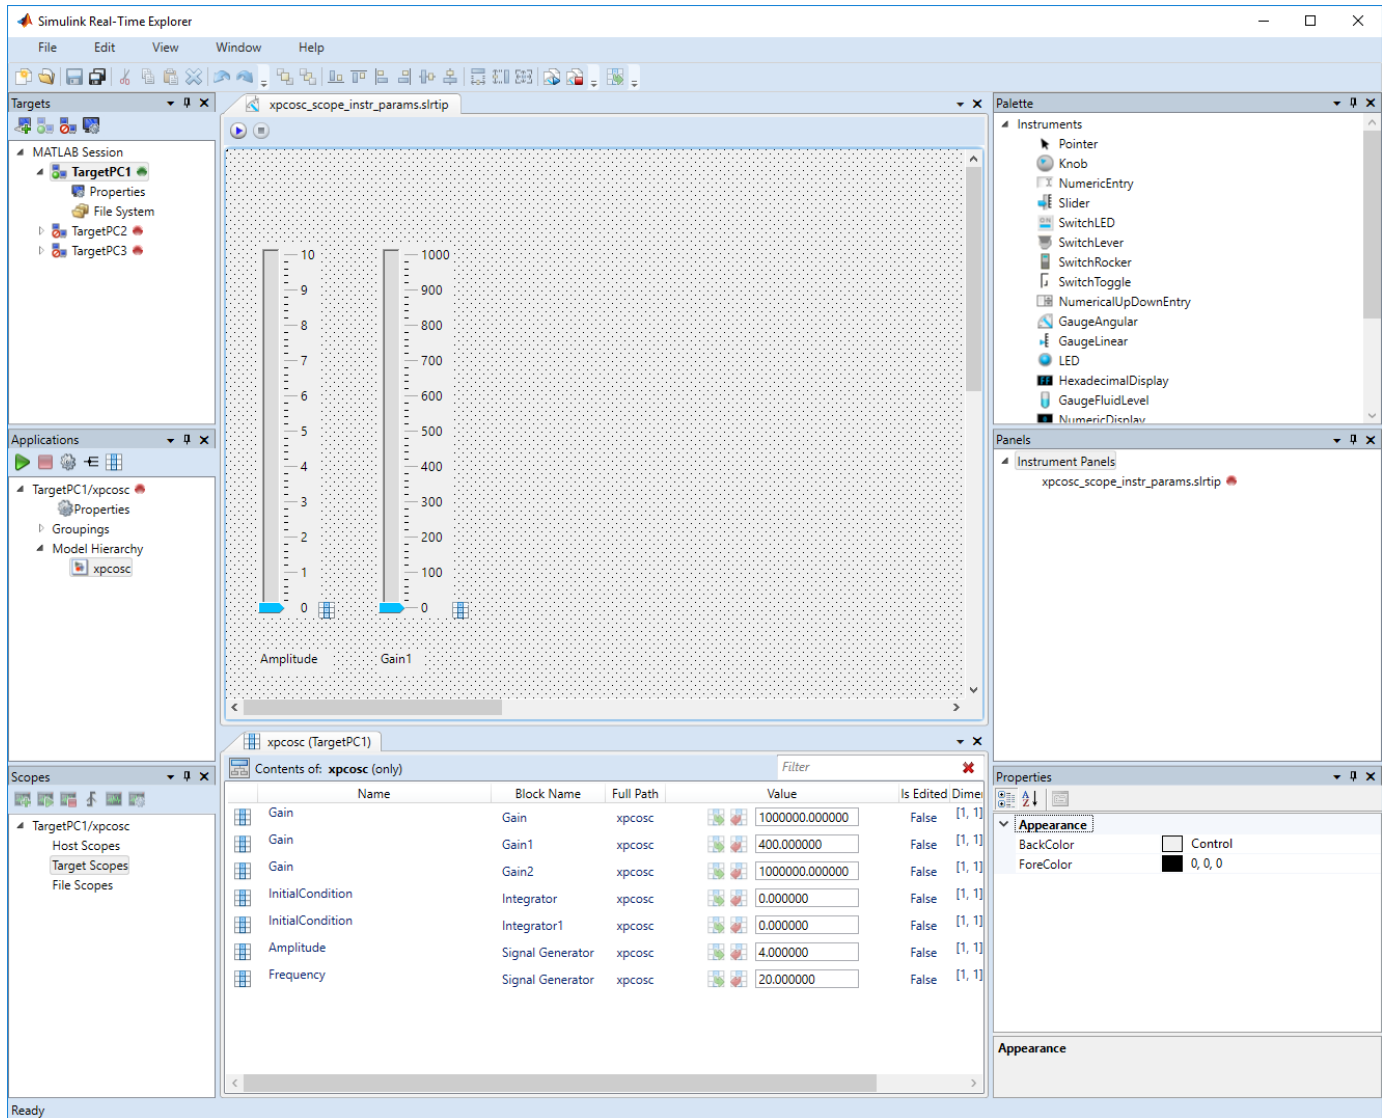 Simulink Real-Time Explorer
File Edit View Window Help
Targets
MATLAB Session
TargetPC1
Properties
File System
TargetPC2
TargetPC3
Applications
TargetPC1/xpcosc
Properties
Groupings
Model Hierarchy
xpcosc
Scopes
TargetPC1/xpcosc
Host Scopes
Target Scopes
File Scopes
xpcosc_scope_instr_params.slrtip
10 1000
9 900
8 800
7 700
6 600
5 500
4 400
3 300
2 200
1 100
0 0
Amplitude Gain1
xpcosc (TargetPC1)
Contents of: xpcosc (only) Filter
Name Block Name Full Path Value Is Edited Dime
Gain Gain xpcosc 1000000.000000 False [1, 1]
Gain Gain1 xpcosc 400.000000 False [1, 1]
Gain Gain2 xpcosc 1000000.000000 False [1, 1]
InitialCondition Integrator xpcosc 0.000000 False [1, 1]
InitialCondition Integrator1 xpcosc 0.000000 False [1, 1]
Amplitude Signal Generator xpcosc 4.000000 False [1, 1]
Frequency Signal Generator xpcosc 20.000000 False [1, 1]
Palette
Instruments
Pointer
Knob
NumericEntry
Slider
SwitchLED
SwitchLever
SwitchRocker
SwitchToggle
NumericalUpDownEntry
GaugeAngular
GaugeLinear
LED
HexadecimalDisplay
GaugeFluidLevel
NumericDisplay
Panels
Instrument Panels
xpcosc_scope_instr_params.slrtip
Properties
Appearance
BackColor Control
ForeColor 0, 0, 0
Appearance
Ready